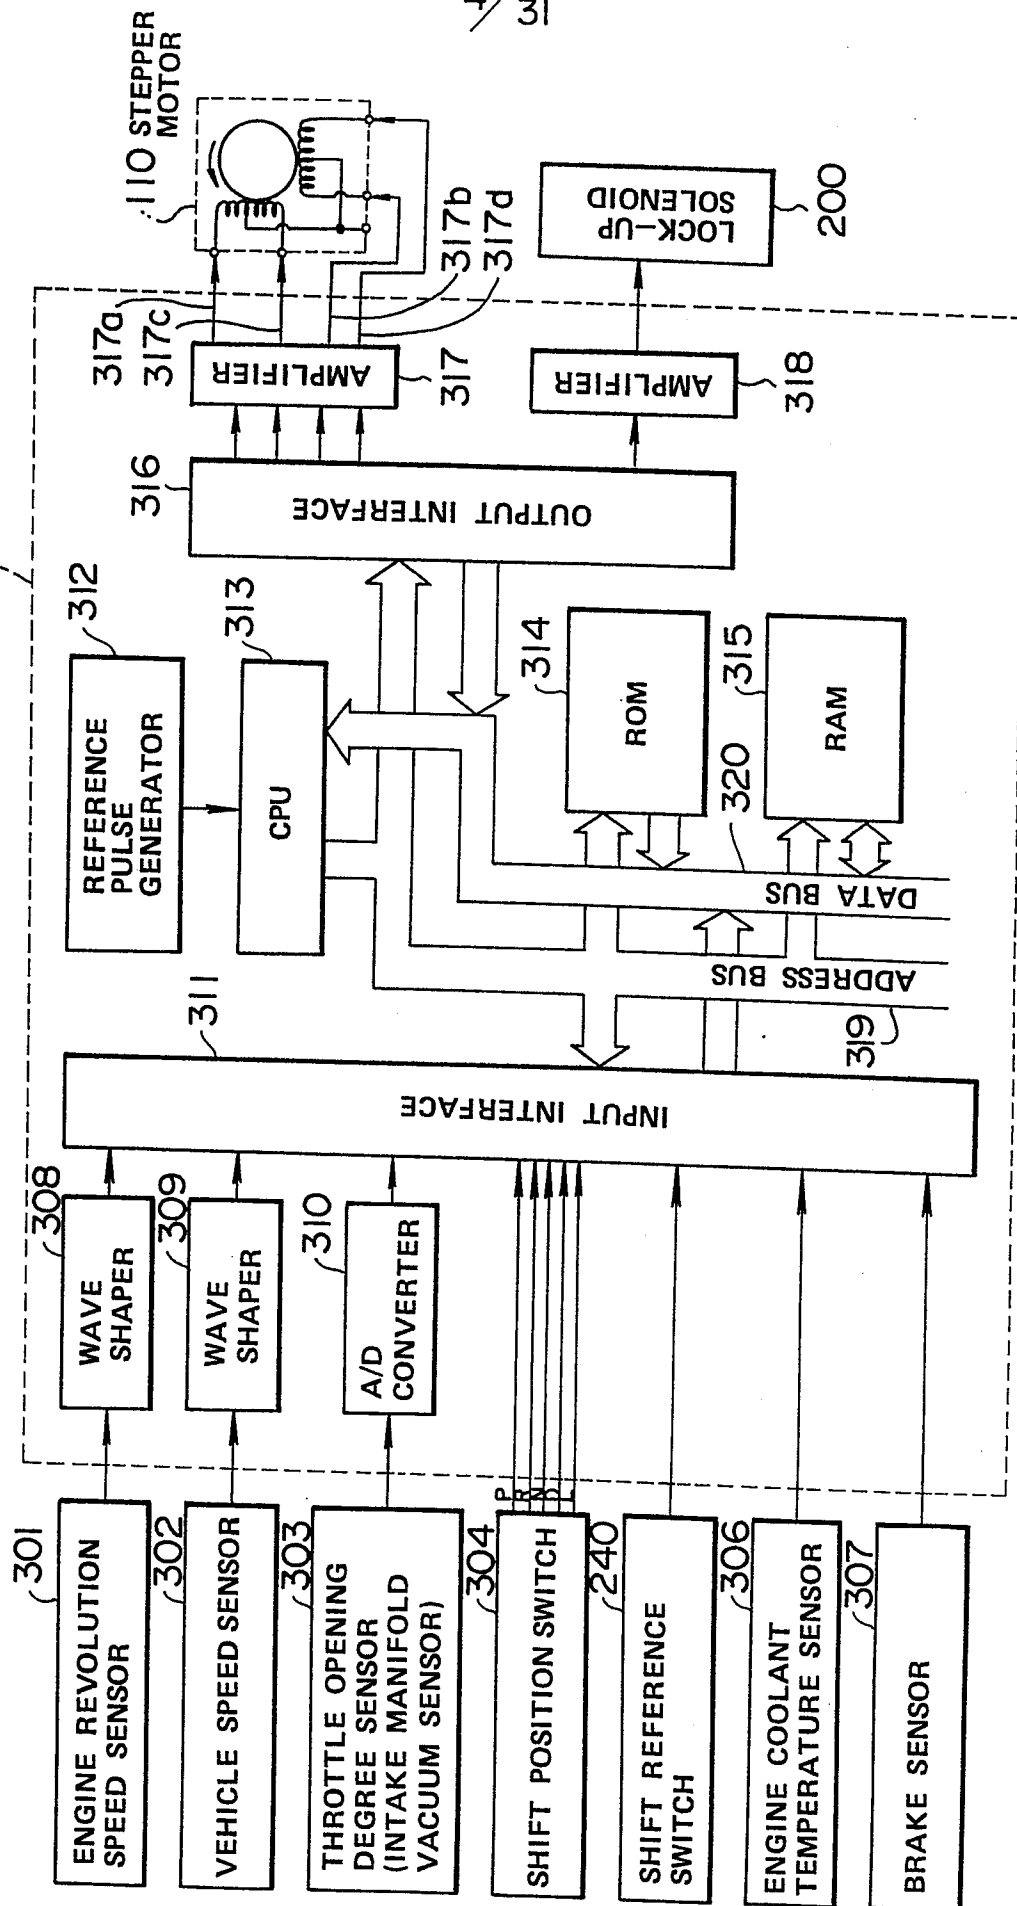 4/31
301
ENGINE REVOLUTION
SPEED SENSOR
302
VEHICLE SPEED SENSOR
303
THROTTLE OPENING
DEGREE SENSOR
(INTAKE MANIFOLD
VACUUM SENSOR)
304
SHIFT POSITION SWITCH
P
R
N
D
L
240
SHIFT REFERENCE
SWITCH
306
ENGINE COOLANT
TEMPERATURE SENSOR
307
BRAKE SENSOR
308
WAVE
SHAPER
309
WAVE
SHAPER
310
A/D
CONVERTER
311
INPUT INTERFACE
312
REFERENCE
PULSE
GENERATOR
313
CPU
314
ROM
315
RAM
320
DATA BUS
ADDRESS BUS
319
316
OUTPUT INTERFACE
317a
317c
AMPLIFIER
317
317b
317d
AMPLIFIER
318
110 STEPPER
MOTOR
LOCK-UP
SOLENOID
200